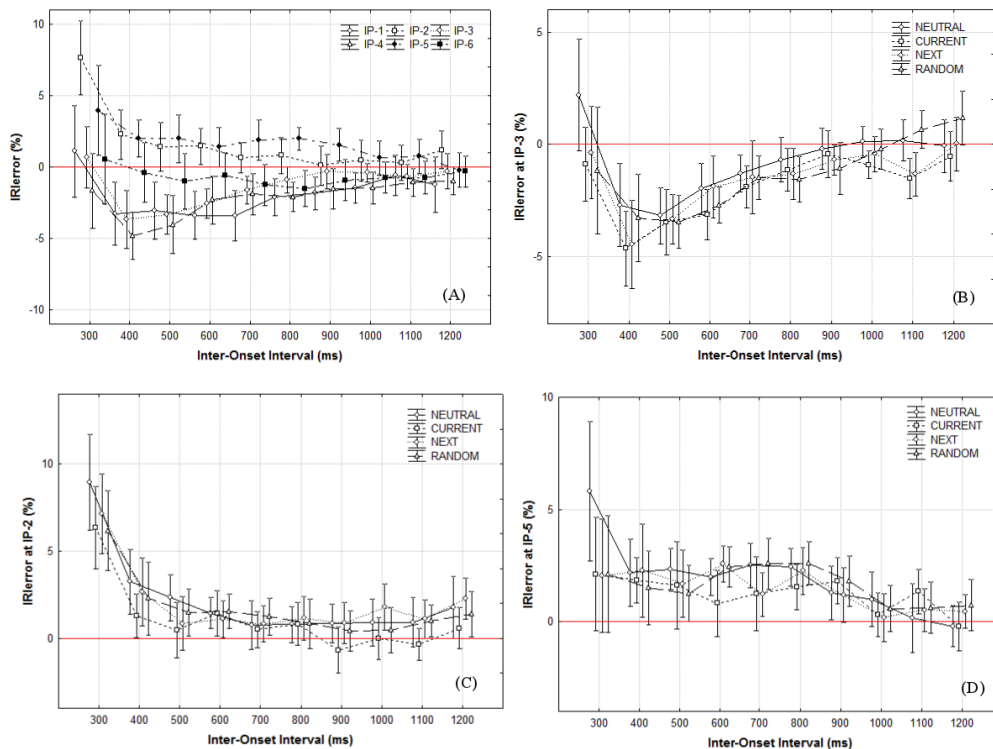 IP-1 IP-2 IP-3
IP-4 IP-5 IP-6
IRIerror (%)
10
5
0
-5
-10
300 400 500 600 700 800 900 1000 1100 1200
Inter-Onset Interval (ms)
(A)
NEUTRAL
CURRENT
NEXT
RANDOM
IRIerror at IP-3 (%)
5
0
-5
300 400 500 600 700 800 900 1000 1100 1200
Inter-Onset Interval (ms)
(B)
NEUTRAL
CURRENT
NEXT
RANDOM
IRIerror at IP-2 (%)
10
5
0
300 400 500 600 700 800 900 1000 1100 1200
Inter-Onset Interval (ms)
(C)
NEUTRAL
CURRENT
NEXT
RANDOM
IRIerror at IP-5 (%)
10
5
0
300 400 500 600 700 800 900 1000 1100 1200
Inter-Onset Interval (ms)
(D)